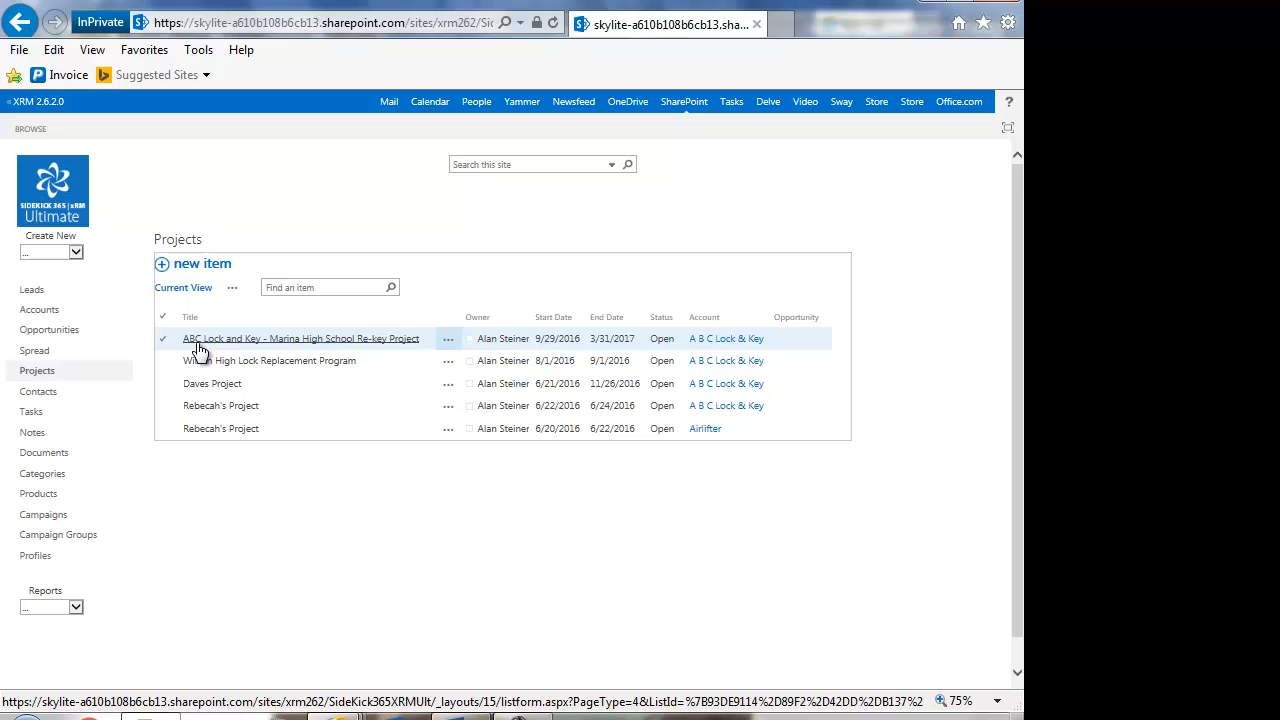 InPrivate https://skylite-a610b108b6cb13.sharepoint.com/sites/xrm262/Sic skylite-a610b108b6cb13.sha...
File Edit View Favorites Tools Help
Invoice Suggested Sites
XRM 2.6.2.0 Mail Calendar People Yammer Newsfeed OneDrive SharePoint Tasks Delve Video Sway Store Store Office.com ?
BROWSE
Search this site
SIDEKICK 365 | xRM
Ultimate
Create New
...
Projects
new item
Current View ... Find an item
Title Owner Start Date End Date Status Account Opportunity
ABC Lock and Key - Marina High School Re-key Project ... Alan Steiner 9/29/2016 3/31/2017 Open A B C Lock & Key
High Lock Replacement Program ... Alan Steiner 8/1/2016 9/1/2016 Open A B C Lock & Key
Daves Project ... Alan Steiner 6/21/2016 11/26/2016 Open A B C Lock & Key
Rebecah's Project ... Alan Steiner 6/22/2016 6/24/2016 Open A B C Lock & Key
Rebecah's Project ... Alan Steiner 6/20/2016 6/22/2016 Open Airlifter
Leads
Accounts
Opportunities
Spread
Projects
Contacts
Tasks
Notes
Documents
Categories
Products
Campaigns
Campaign Groups
Profiles
Reports
...
https://skylite-a610b108b6cb13.sharepoint.com/sites/xrm262/SideKick365XRMUlt/_layouts/15/listform.aspx?PageType=4&ListId=%7B93DE9114%2D89F2%2D42DD%2DB137%2 75%